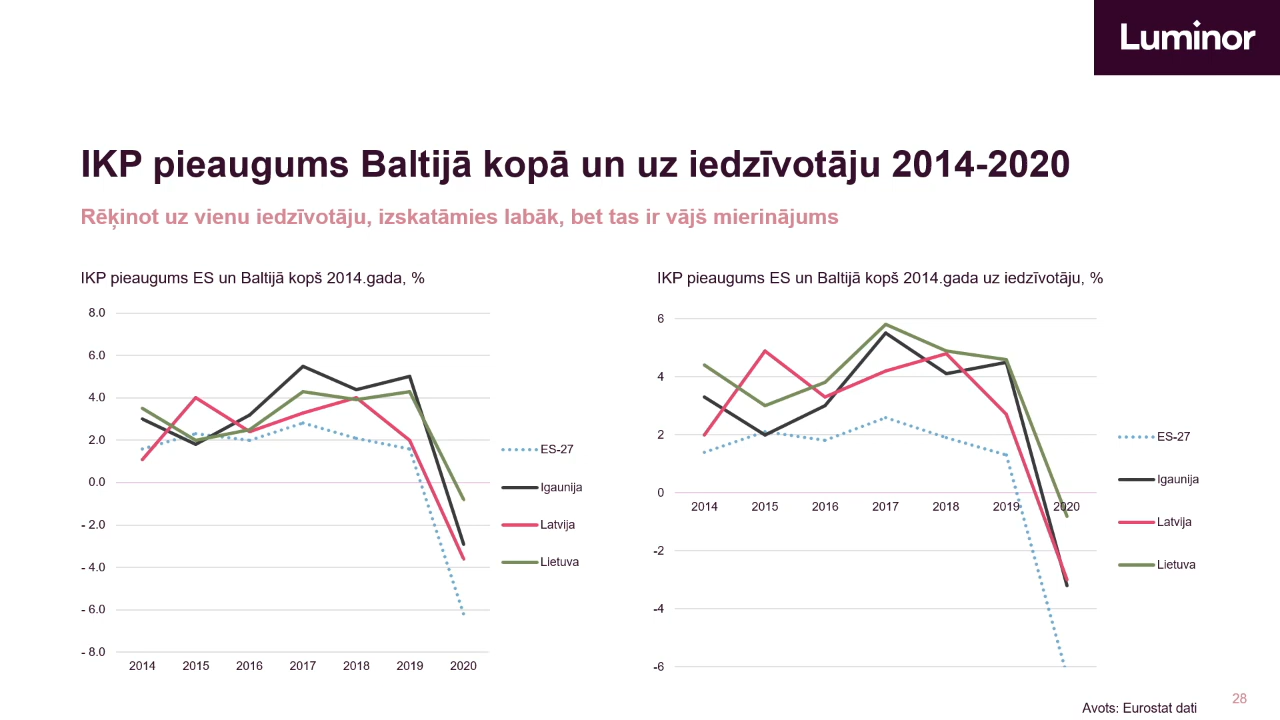 Luminor
IKP pieaugums Baltijā kopā un uz iedzīvotāju 2014-2020
Rēķinot uz vienu iedzīvotāju, izskatāmies labāk, bet tas ir vājš mierinājums
IKP pieaugums ES un Baltijā kopš 2014.gada, %
8.0
6.0
4.0
2.0
0.0
- 2.0
- 4.0
- 6.0
- 8.0
2014 2015 2016 2017 2018 2019 2020
ES-27
Igaunija
Latvija
Lietuva
IKP pieaugums ES un Baltijā kopš 2014.gada uz iedzīvotāju, %
6
4
2
0
-2
-4
-6
2014 2015 2016 2017 2018 2019 2020
ES-27
Igaunija
Latvija
Lietuva
Avots: Eurostat dati
28